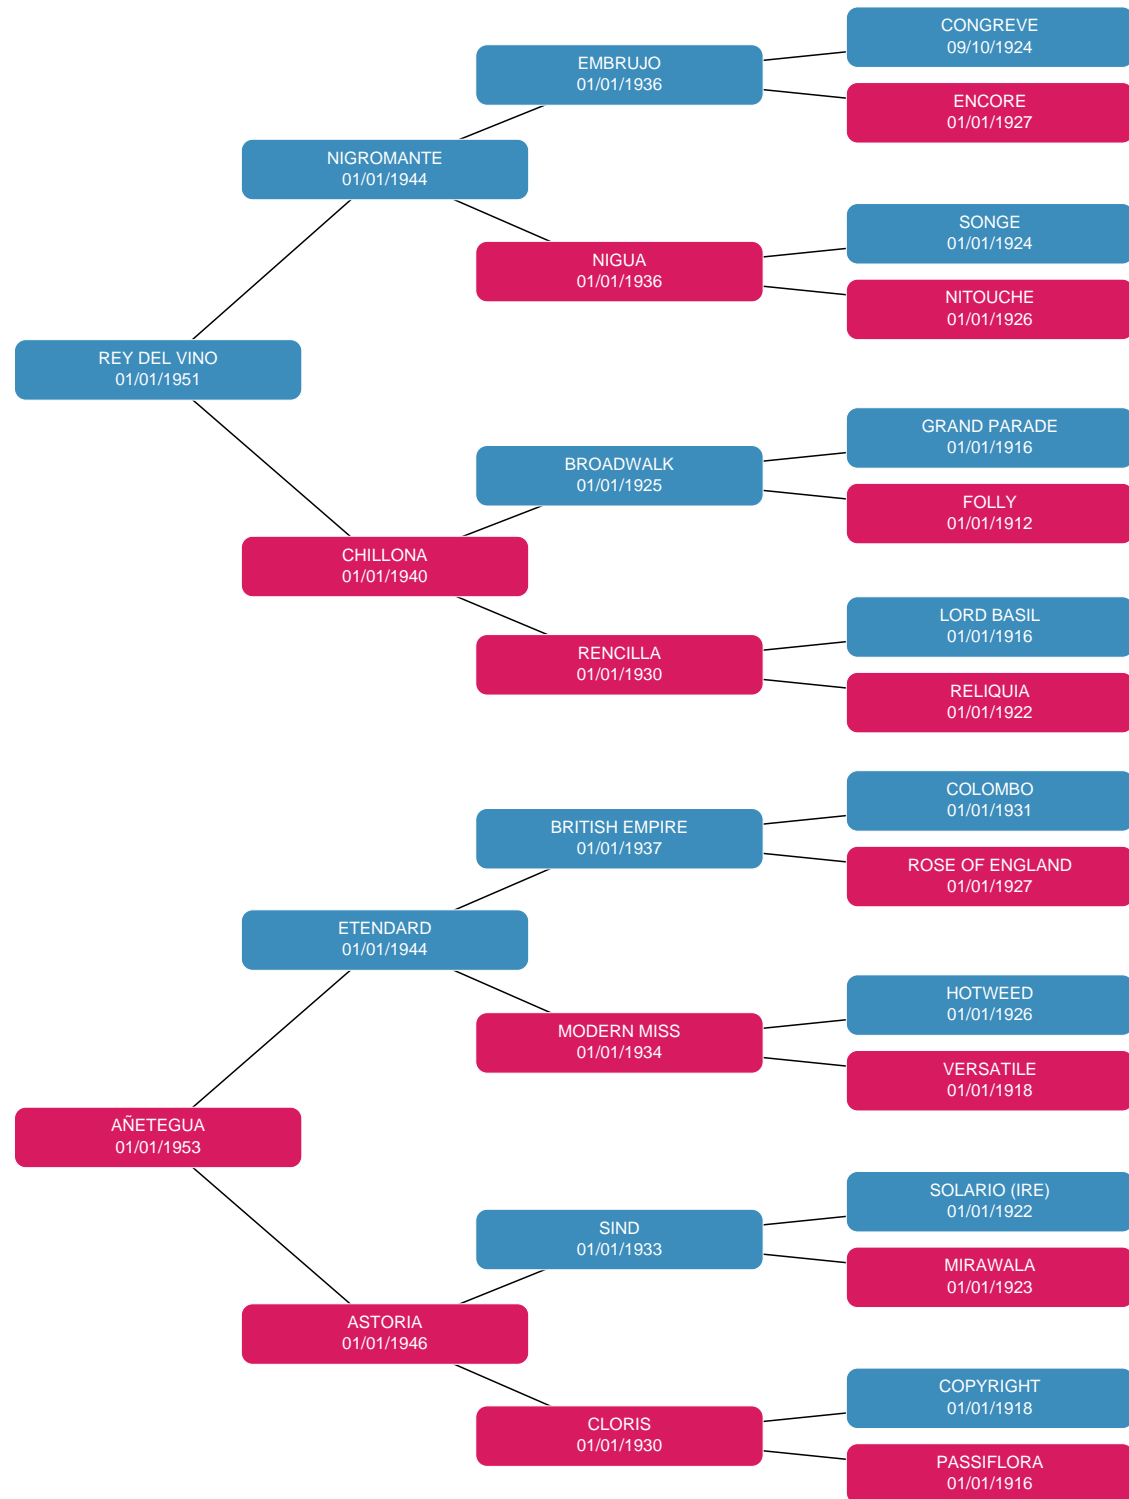 CONGREVE
09/10/1924
EMBRUJO
01/01/1936
ENCORE
01/01/1927
NIGROMANTE
01/01/1944
SONGE
01/01/1924
NIGUA
01/01/1936
NITOUCHE
01/01/1926
REY DEL VINO
01/01/1951
GRAND PARADE
01/01/1916
BROADWALK
01/01/1925
FOLLY
01/01/1912
CHILLONA
01/01/1940
LORD BASIL
01/01/1916
RENCILLA
01/01/1930
RELIQUIA
01/01/1922
COLOMBO
01/01/1931
BRITISH EMPIRE
01/01/1937
ROSE OF ENGLAND
01/01/1927
ETENDARD
01/01/1944
HOTWEED
01/01/1926
MODERN MISS
01/01/1934
VERSATILE
01/01/1918
AÑETEGUA
01/01/1953
SOLARIO (IRE)
01/01/1922
SIND
01/01/1933
MIRAWALA
01/01/1923
ASTORIA
01/01/1946
COPYRIGHT
01/01/1918
CLORIS
01/01/1930
PASSIFLORA
01/01/1916